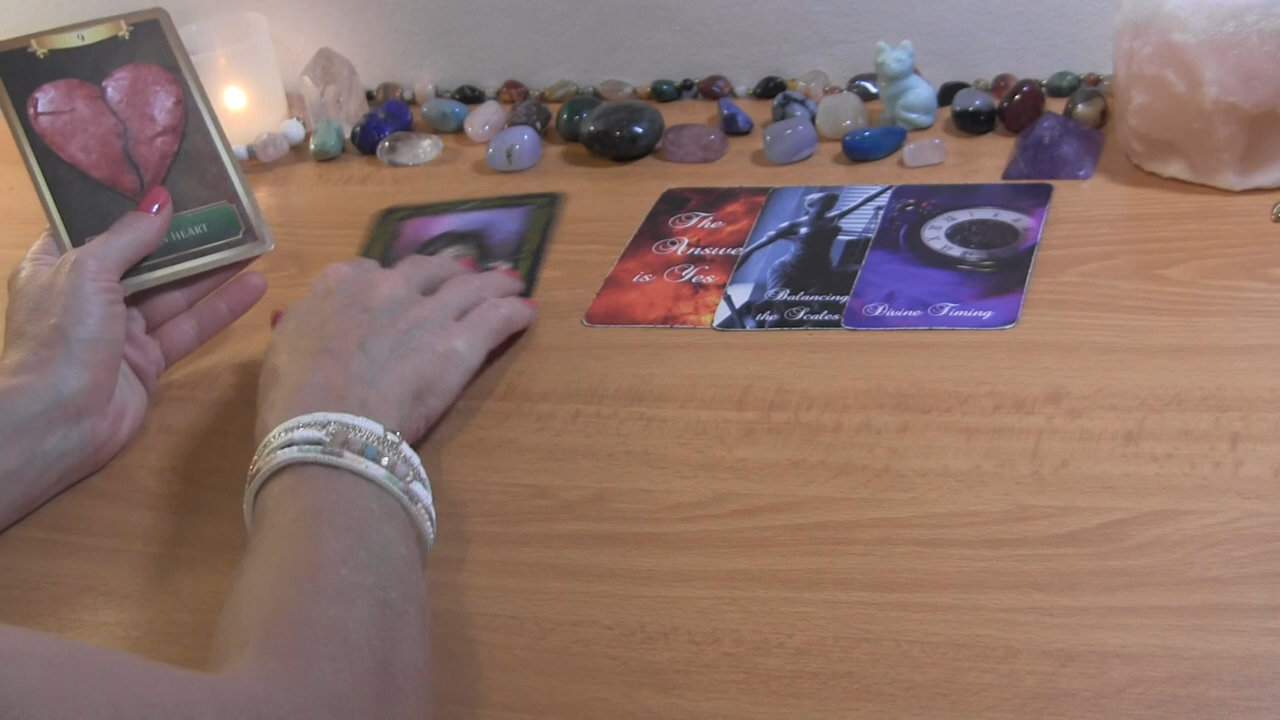 9
HEART
The
Answe
is Yes
Balancing
the Scales
Divine Timing